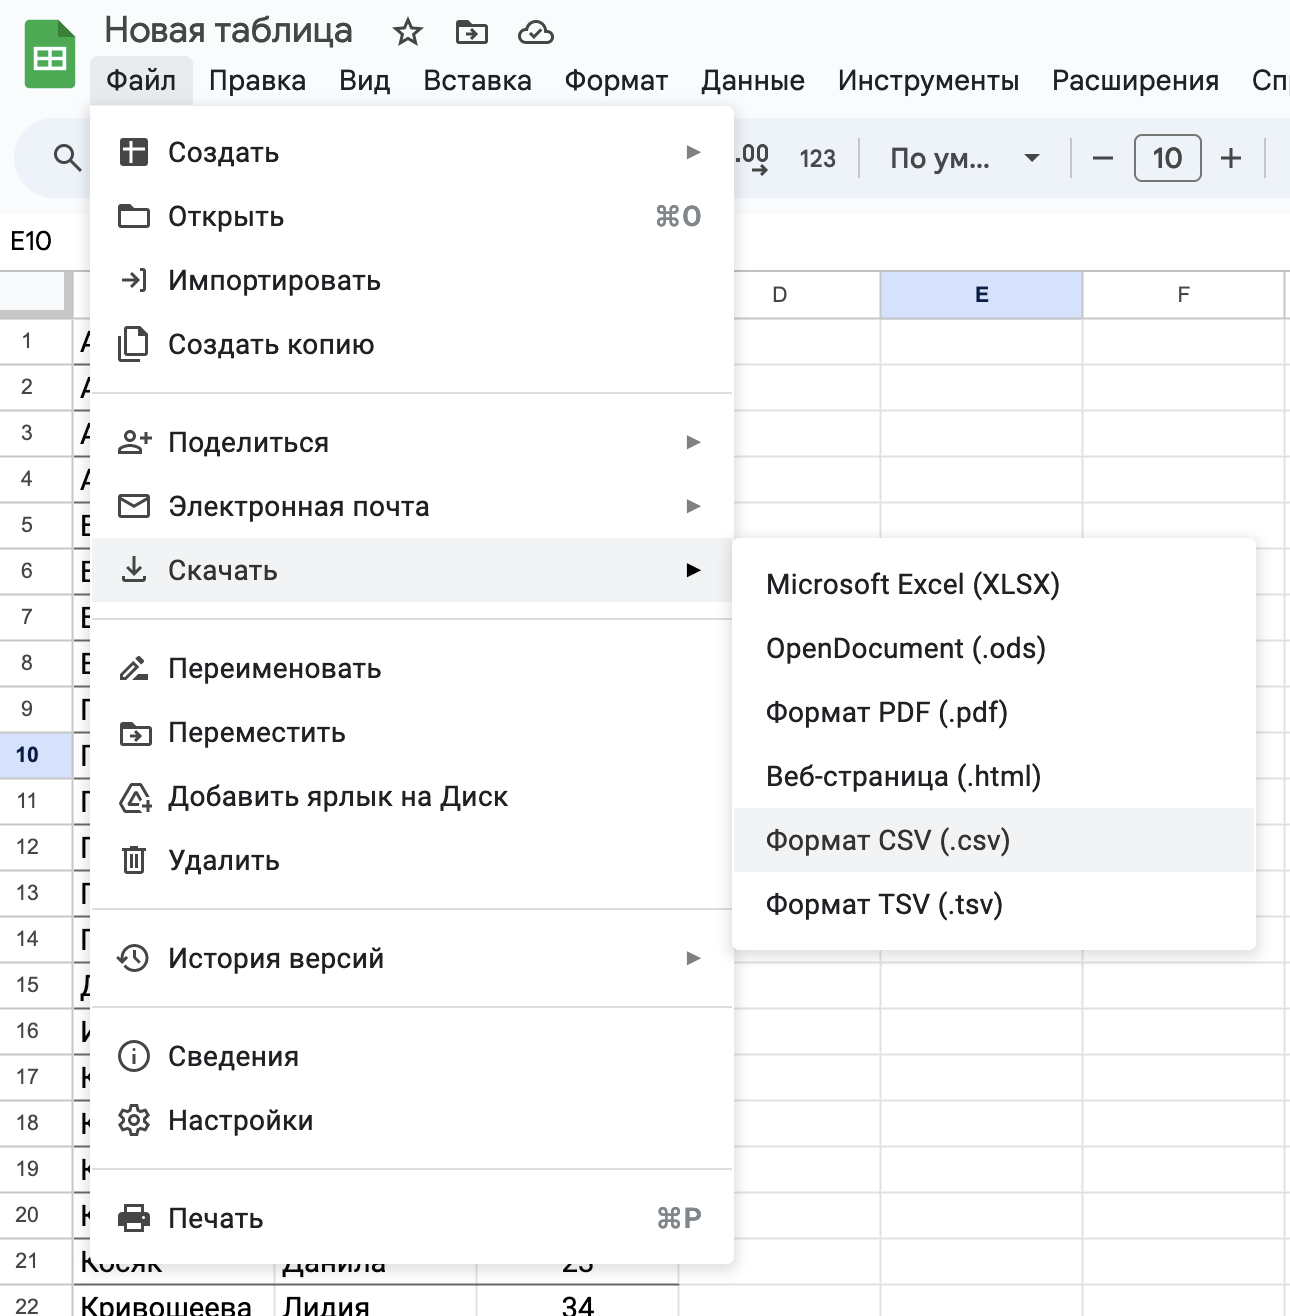 Новая таблица
Файл Правка Вид Вставка Формат Данные Инструменты Расширения
.00 123 По ум... 10
E10
D E F
Создать
Открыть ⌘O
Импортировать
Создать копию
Поделиться
Электронная почта
Скачать
Переименовать
Переместить
Добавить ярлык на Диск
Удалить
История версий
Сведения
Настройки
Печать ⌘P
Microsoft Excel (XLSX)
OpenDocument (.ods)
Формат PDF (.pdf)
Веб-страница (.html)
Формат CSV (.csv)
Формат TSV (.tsv)
1
2
3
4
5
6
7
8
9
10
11
12
13
14
15
16
17
18
19
20
21 Косяк Данила
22 Кривошеева Лидия 34